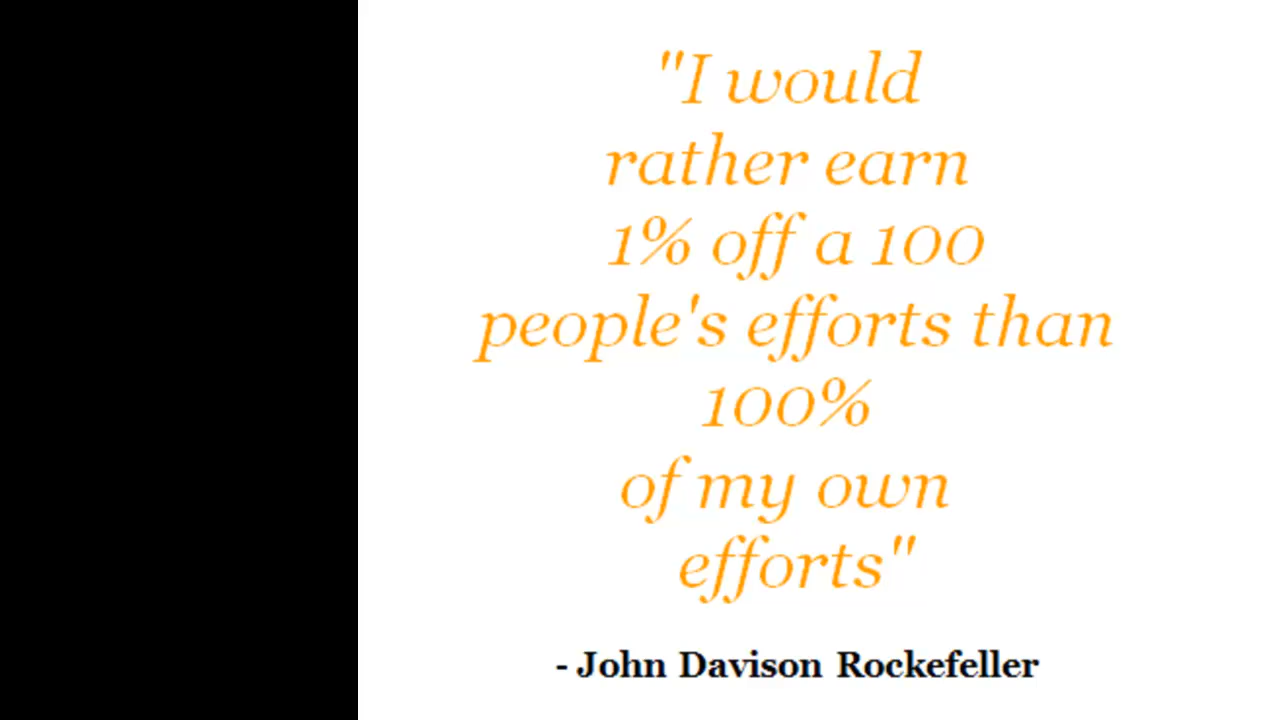 "I would
rather earn
1% off a 100
people's efforts than
100%
of my own
efforts"
- John Davison Rockefeller